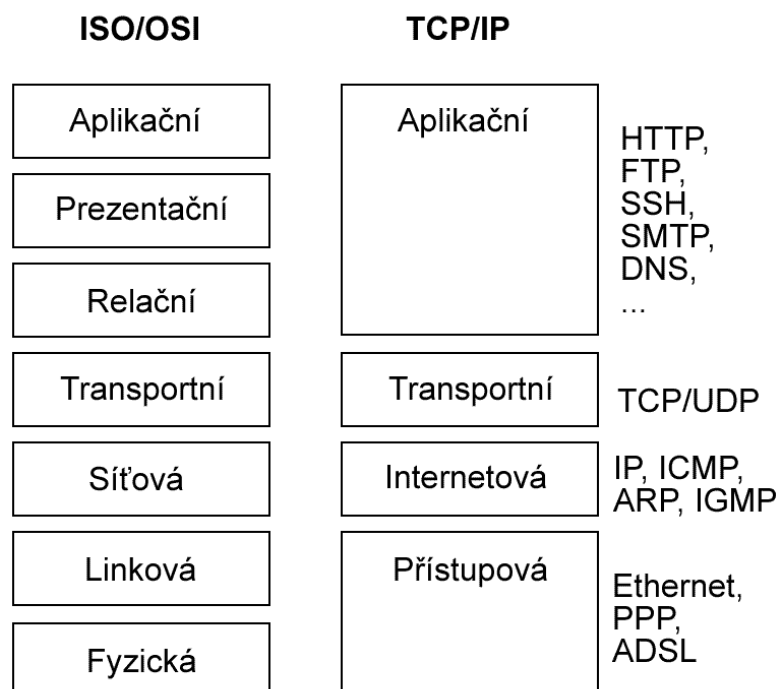 ISO/OSI
TCP/IP
Aplikační
Prezentační
Relační
Transportní
Síťová
Linková
Fyzická
Aplikační
Transportní
Internetová
Přístupová
HTTP,
FTP,
SSH,
SMTP,
DNS,
...
TCP/UDP
IP, ICMP,
ARP, IGMP
Ethernet,
PPP,
ADSL